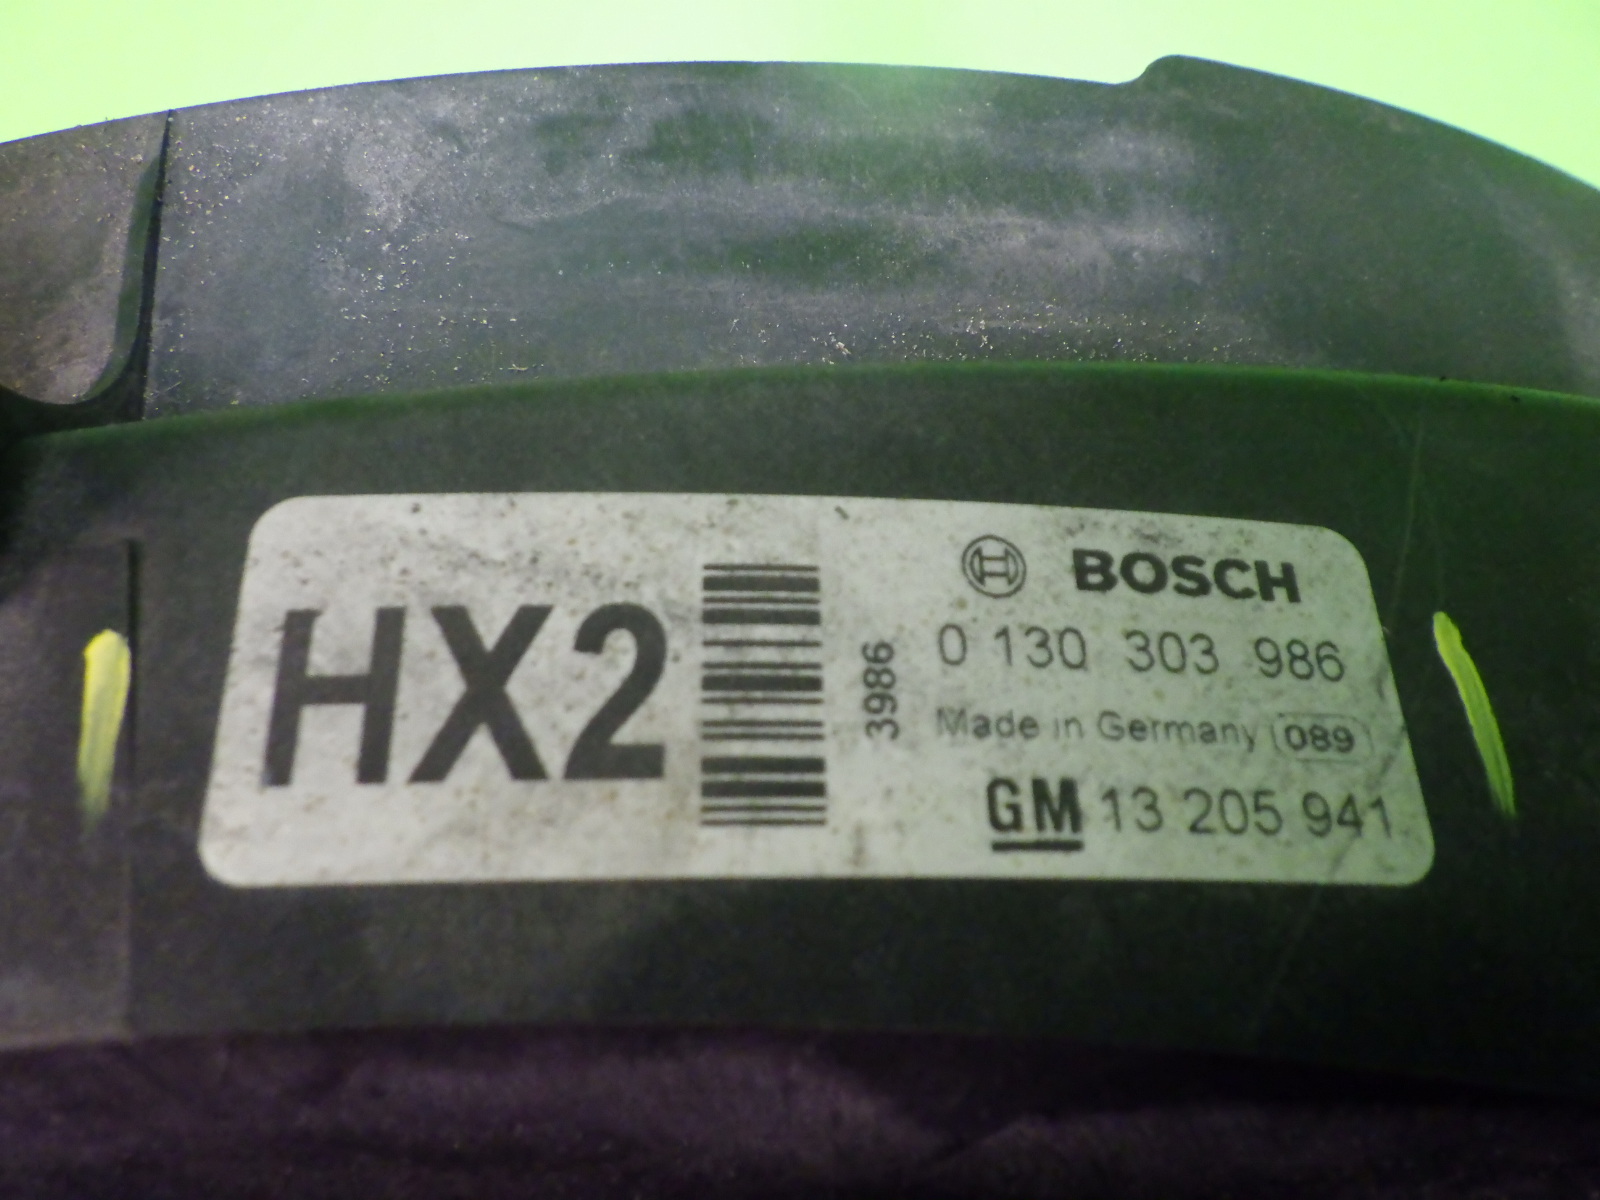 HX2
3986
BOSCH
0 130 303 986
Made in Germany 089
GM 13 205 941